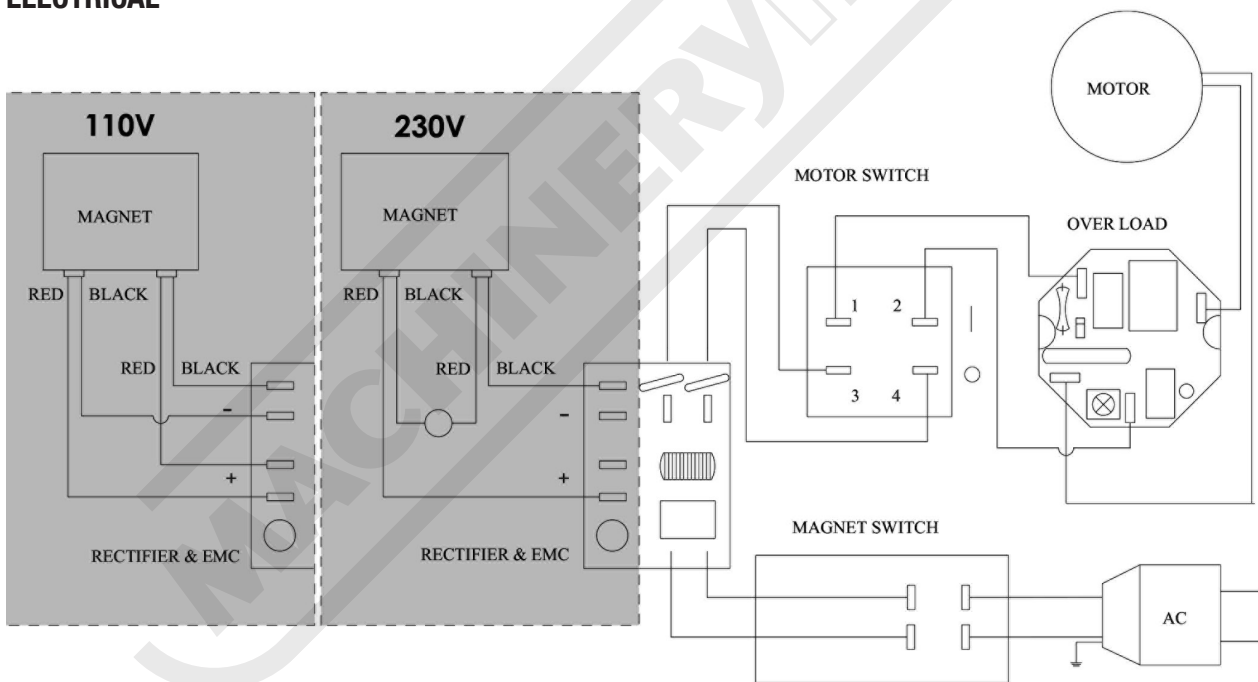 ELECTRICAL
110V
MAGNET
RED BLACK
RED BLACK
-
+
RECTIFIER & EMC
230V
MAGNET
RED BLACK
RED BLACK
-
+
RECTIFIER & EMC
MOTOR
MOTOR SWITCH
1 2
3 4
OVER LOAD
MAGNET SWITCH
AC